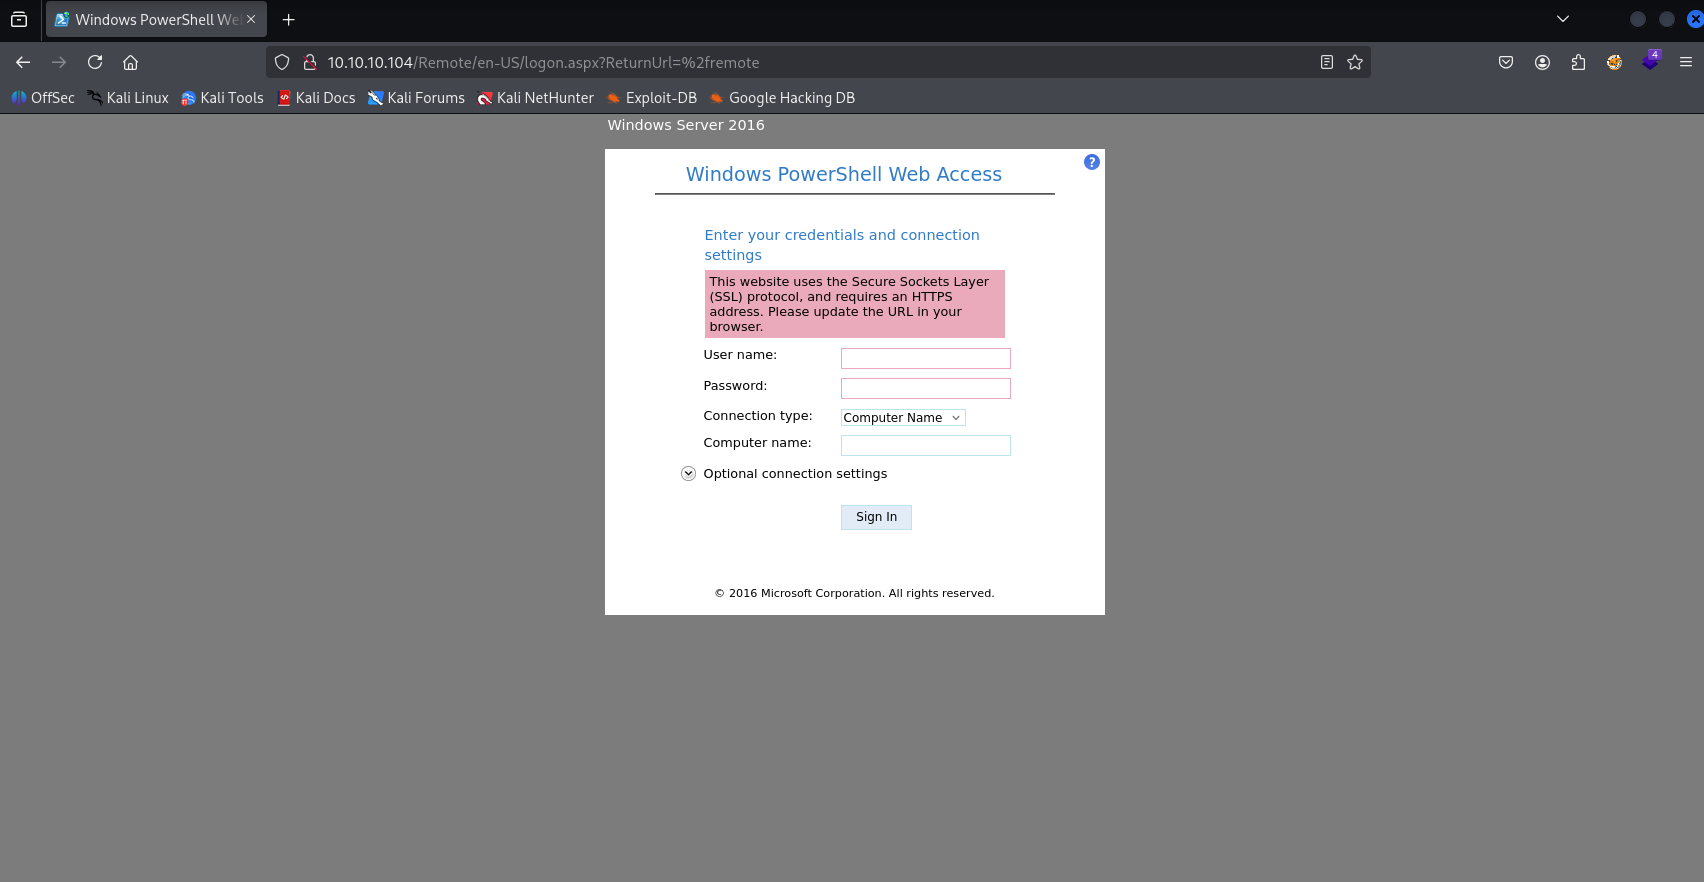 Windows PowerShell We
10.10.10.104/Remote/en-US/logon.aspx?ReturnUrl=%2fremote
4
OffSec Kali Linux Kali Tools Kali Docs Kali Forums Kali NetHunter Exploit-DB Google Hacking DB
Windows Server 2016
?
Windows PowerShell Web Access
Enter your credentials and connection
settings
This website uses the Secure Sockets Layer
(SSL) protocol, and requires an HTTPS
address. Please update the URL in your
browser.
User name:
Password:
Connection type: Computer Name
Computer name:
Optional connection settings
Sign In
© 2016 Microsoft Corporation. All rights reserved.